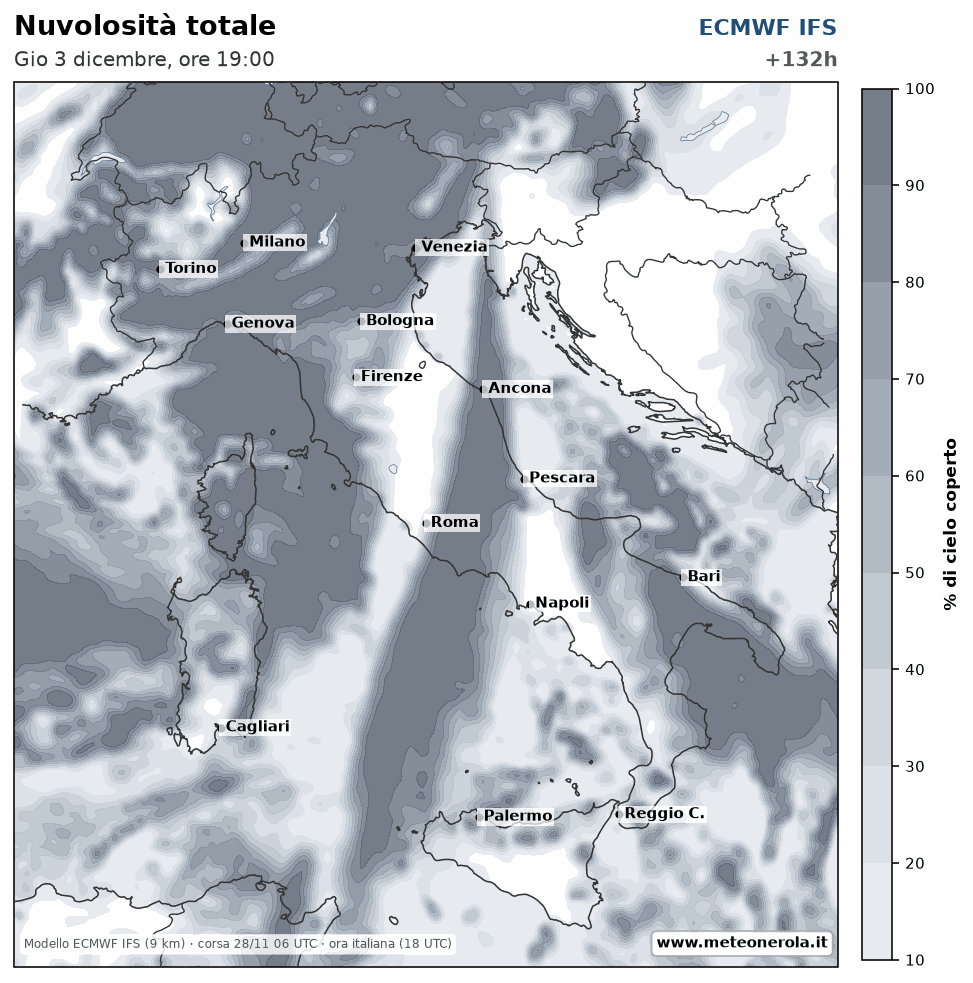 Nuvolosità totale
ECMWF IFS
Gio 3 dicembre, ore 19:00
+132h
100
90
80
70
60
50
40
30
20
10
% di cielo coperto
Milano
Venezia
Torino
Genova
Bologna
Firenze
Ancona
Pescara
Roma
Bari
Napoli
Cagliari
Palermo
Reggio C.
Modello ECMWF IFS (9 km) · corsa 28/11 06 UTC · ora italiana (18 UTC)
www.meteonerola.it